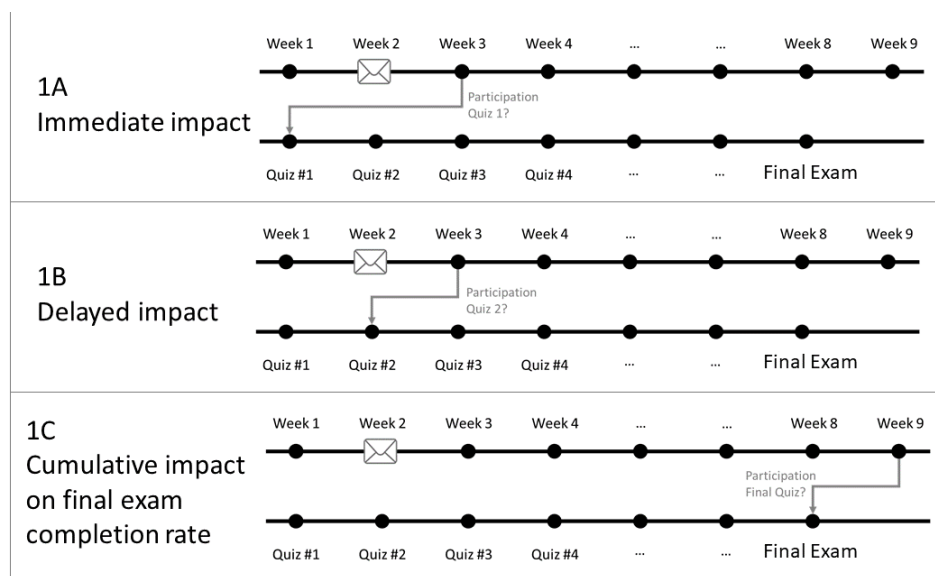 Week 1 Week 2 Week 3 Week 4 ... ... Week 8 Week 9
1A
Immediate impact
Participation
Quiz 1?
Quiz #1 Quiz #2 Quiz #3 Quiz #4 ... ... Final Exam
Week 1 Week 2 Week 3 Week 4 ... ... Week 8 Week 9
1B
Delayed impact
Participation
Quiz 2?
Quiz #1 Quiz #2 Quiz #3 Quiz #4 ... ... Final Exam
Week 1 Week 2 Week 3 Week 4 ... ... Week 8 Week 9
1C
Cumulative impact
on final exam
completion rate
Participation
Final Quiz?
Quiz #1 Quiz #2 Quiz #3 Quiz #4 ... ... Final Exam